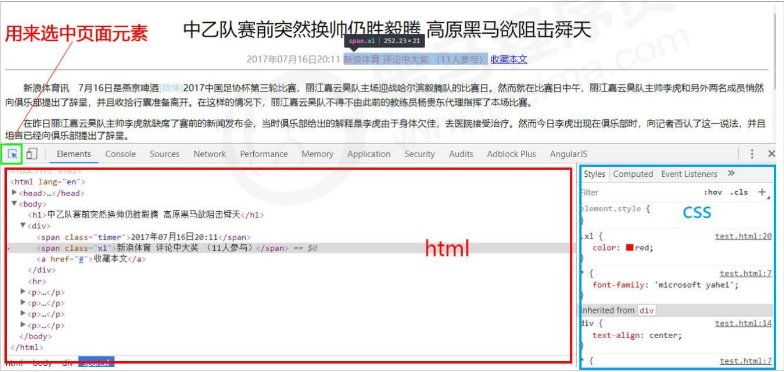 中乙队赛前突然换帅仍胜毅腾 高原黑马欲阻击舜天
用来选中页面元素
span.xl | 252.23×21
2017年07月16日20:11 新浪体育 评论中大奖 （11人参与） 收藏本文
新浪体育讯 7月16日是燕京啤酒[微博]2017中国足协杯第三轮比赛，丽江嘉云昊队主场迎战哈尔滨毅腾队的比赛日。然而就在比赛日中午，丽江嘉云昊队主帅李虎和另外两名成员悄然
向俱乐部提出了辞呈，并且收拾行囊准备离开。在这样的情况下，丽江嘉云昊队不得不由此前的教练员杨贵东代理指挥了本场比赛。
在昨日丽江嘉云昊队主帅李虎就缺席了赛前的新闻发布会，当时俱乐部给出的解释是李虎由于身体欠佳，去医院接受治疗。然而今日李虎出现在俱乐部时，向记者否认了这一说法，并且
坦言已经向俱乐部提出了辞呈。
Elements Console Sources Network Performance Memory Application Security Audits Adblock Plus AngularJS
<!DOCTYPE html>
<html lang="en">
<head>…</head>
<body>
<h1>中乙队赛前突然换帅仍胜毅腾 高原黑马欲阻击舜天</h1>
<div>
<span class="timer">2017年07月16日20:11</span>
<span class="xl">新浪体育 评论中大奖 （11人参与）</span> == $0
<a href="#">收藏本文</a>
</div>
<hr>
<p>…</p>
<p>…</p>
<p>…</p>
<p>…</p>
</body>
</html>
html body div span.xl
html
Styles Computed Event Listeners »
Filter :hov .cls +
element.style {
}
css
.xl { test.html:20
color: red;
}
* { test.html:7
font-family: 'microsoft yahei';
}
Inherited from div
div { test.html:14
text-align: center;
}
* { test.html:7